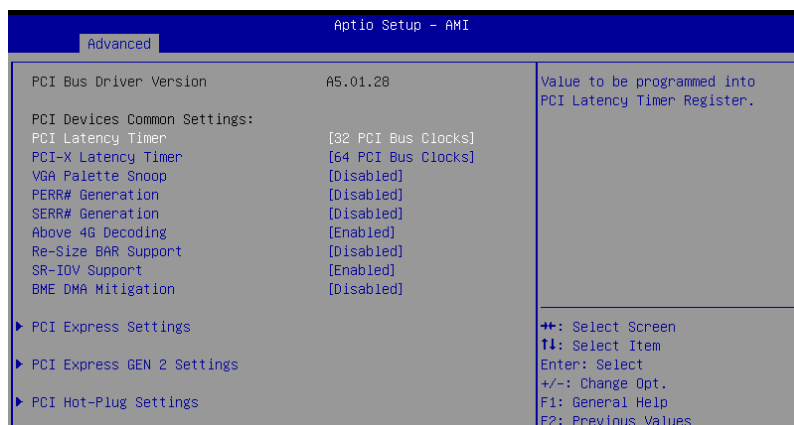 Aptio Setup - AMI
Advanced
PCI Bus Driver Version A5.01.28
PCI Devices Common Settings:
PCI Latency Timer [32 PCI Bus Clocks]
PCI-X Latency Timer [64 PCI Bus Clocks]
VGA Palette Snoop [Disabled]
PERR# Generation [Disabled]
SERR# Generation [Disabled]
Above 4G Decoding [Enabled]
Re-Size BAR Support [Disabled]
SR-IOV Support [Enabled]
BME DMA Mitigation [Disabled]
PCI Express Settings
PCI Express GEN 2 Settings
PCI Hot-Plug Settings
Value to be programmed into
PCI Latency Timer Register.
→←: Select Screen
↑↓: Select Item
Enter: Select
+/-: Change Opt.
F1: General Help
F2: Previous Values